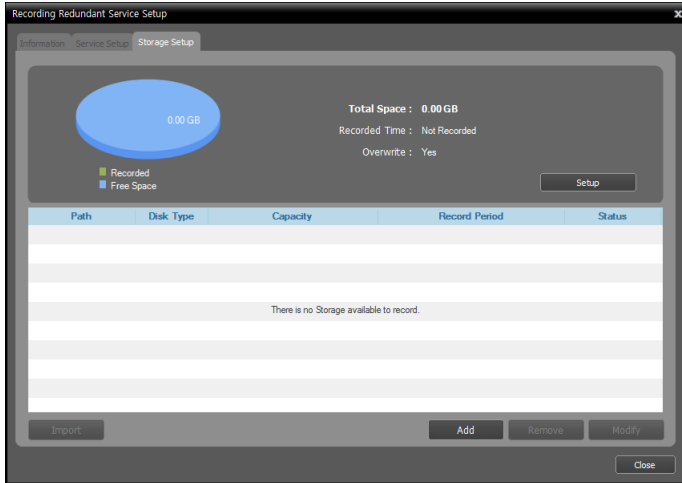 Recording Redundant Service Setup x
Information Service Setup Storage Setup
0.00 GB
Recorded
Free Space
Total Space : 0.00 GB
Recorded Time : Not Recorded
Overwrite : Yes
Setup
Path Disk Type Capacity Record Period Status
There is no Storage available to record.
Import Add Remove Modify
Close